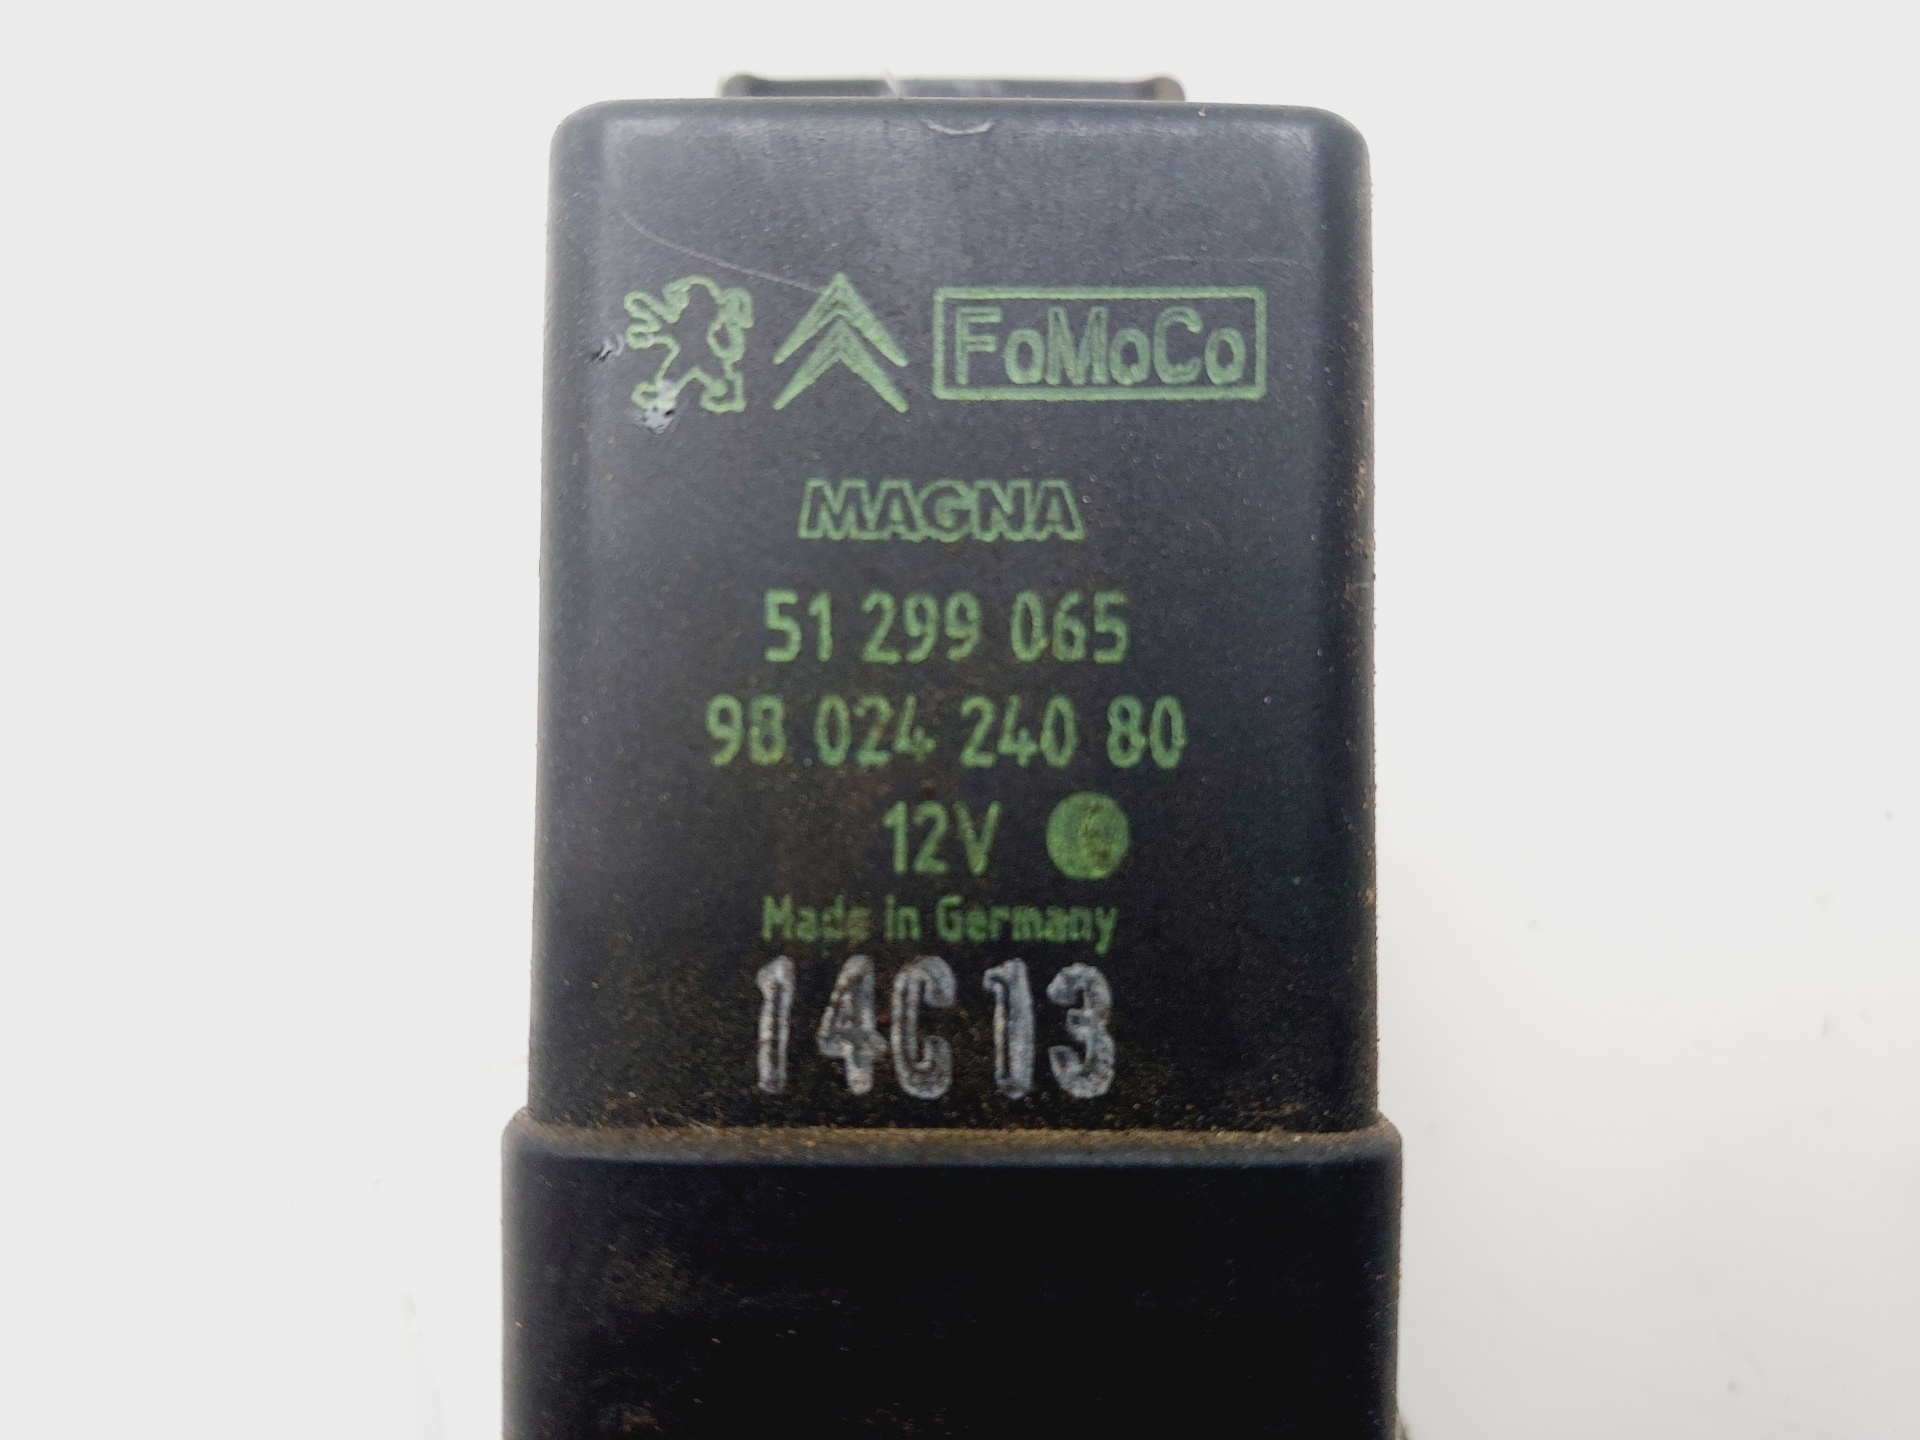 FoMoCo
MAGNA
51 299 065
98 024 240 80
12V
Made in Germany
14C13